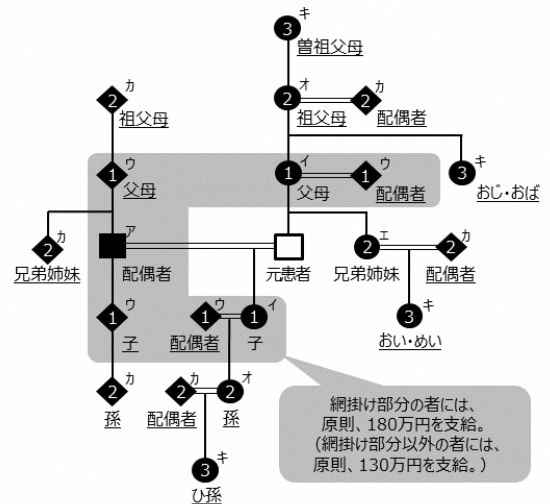 キ
3
曽祖父母
カ
2
祖父母
オ
2
祖父母
カ
2
配偶者
ウ
1
父母
イ
1
父母
ウ
1
配偶者
キ
3
おじ・おば
カ
2
兄弟姉妹
ア
配偶者
元患者
エ
2
兄弟姉妹
カ
2
配偶者
ウ
1
子
ウ
1
配偶者
イ
1
子
キ
3
おい・めい
カ
2
孫
カ
2
配偶者
オ
2
孫
キ
3
ひ孫
網掛け部分の者には、
原則、180万円を支給。
(網掛け部分以外の者には、
原則、130万円を支給。)